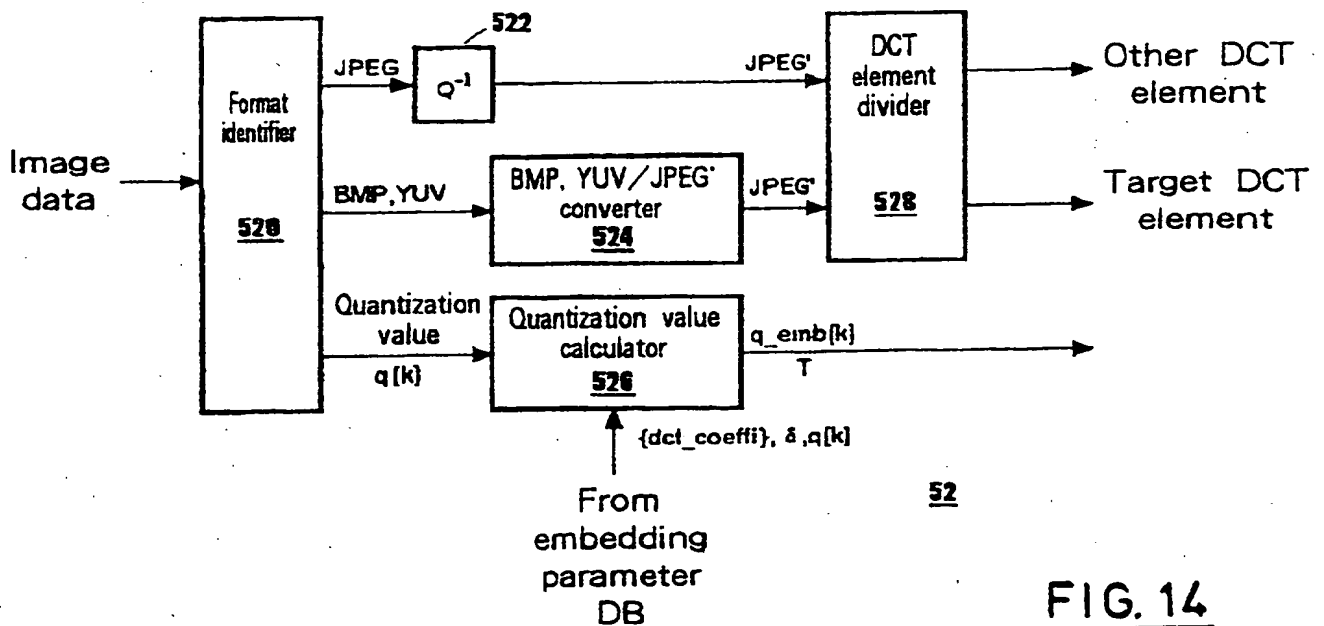 522
JPEG
Q⁻¹
JPEG'
DCT
element
divider
528
Other DCT
element
Target DCT
element
Format
identifier
520
Image
data
BMP, YUV
BMP, YUV/JPEG'
converter
524
JPEG'
Quantization
value
q[k]
Quantization value
calculator
526
q_emb[k]
T
{dct_coeffi}, δ, q[k]
From
embedding
parameter
DB
52
FIG. 14